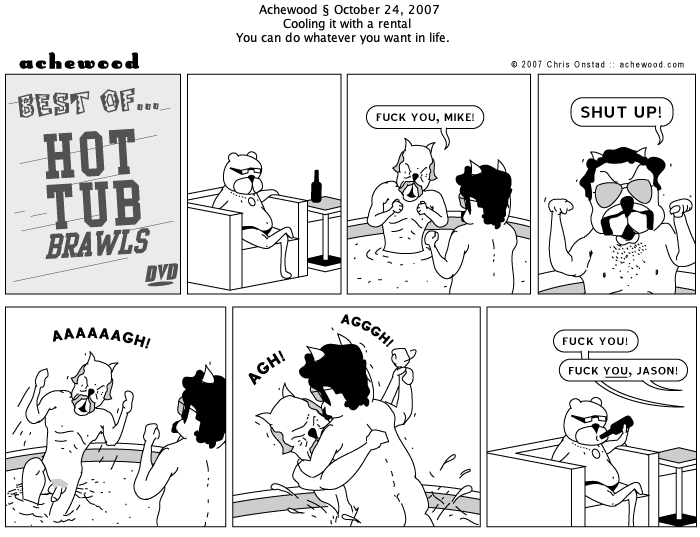 Achewood § October 24, 2007
Cooling it with a rental
You can do whatever you want in life.
achewood
© 2007 Chris Onstad :: achewood.com
BEST OF...
HOT
TUB
BRAWLS
DVD
FUCK YOU, MIKE!
SHUT UP!
AAAAAAGH!
AGH!
AGGGH!
FUCK YOU!
FUCK YOU, JASON!